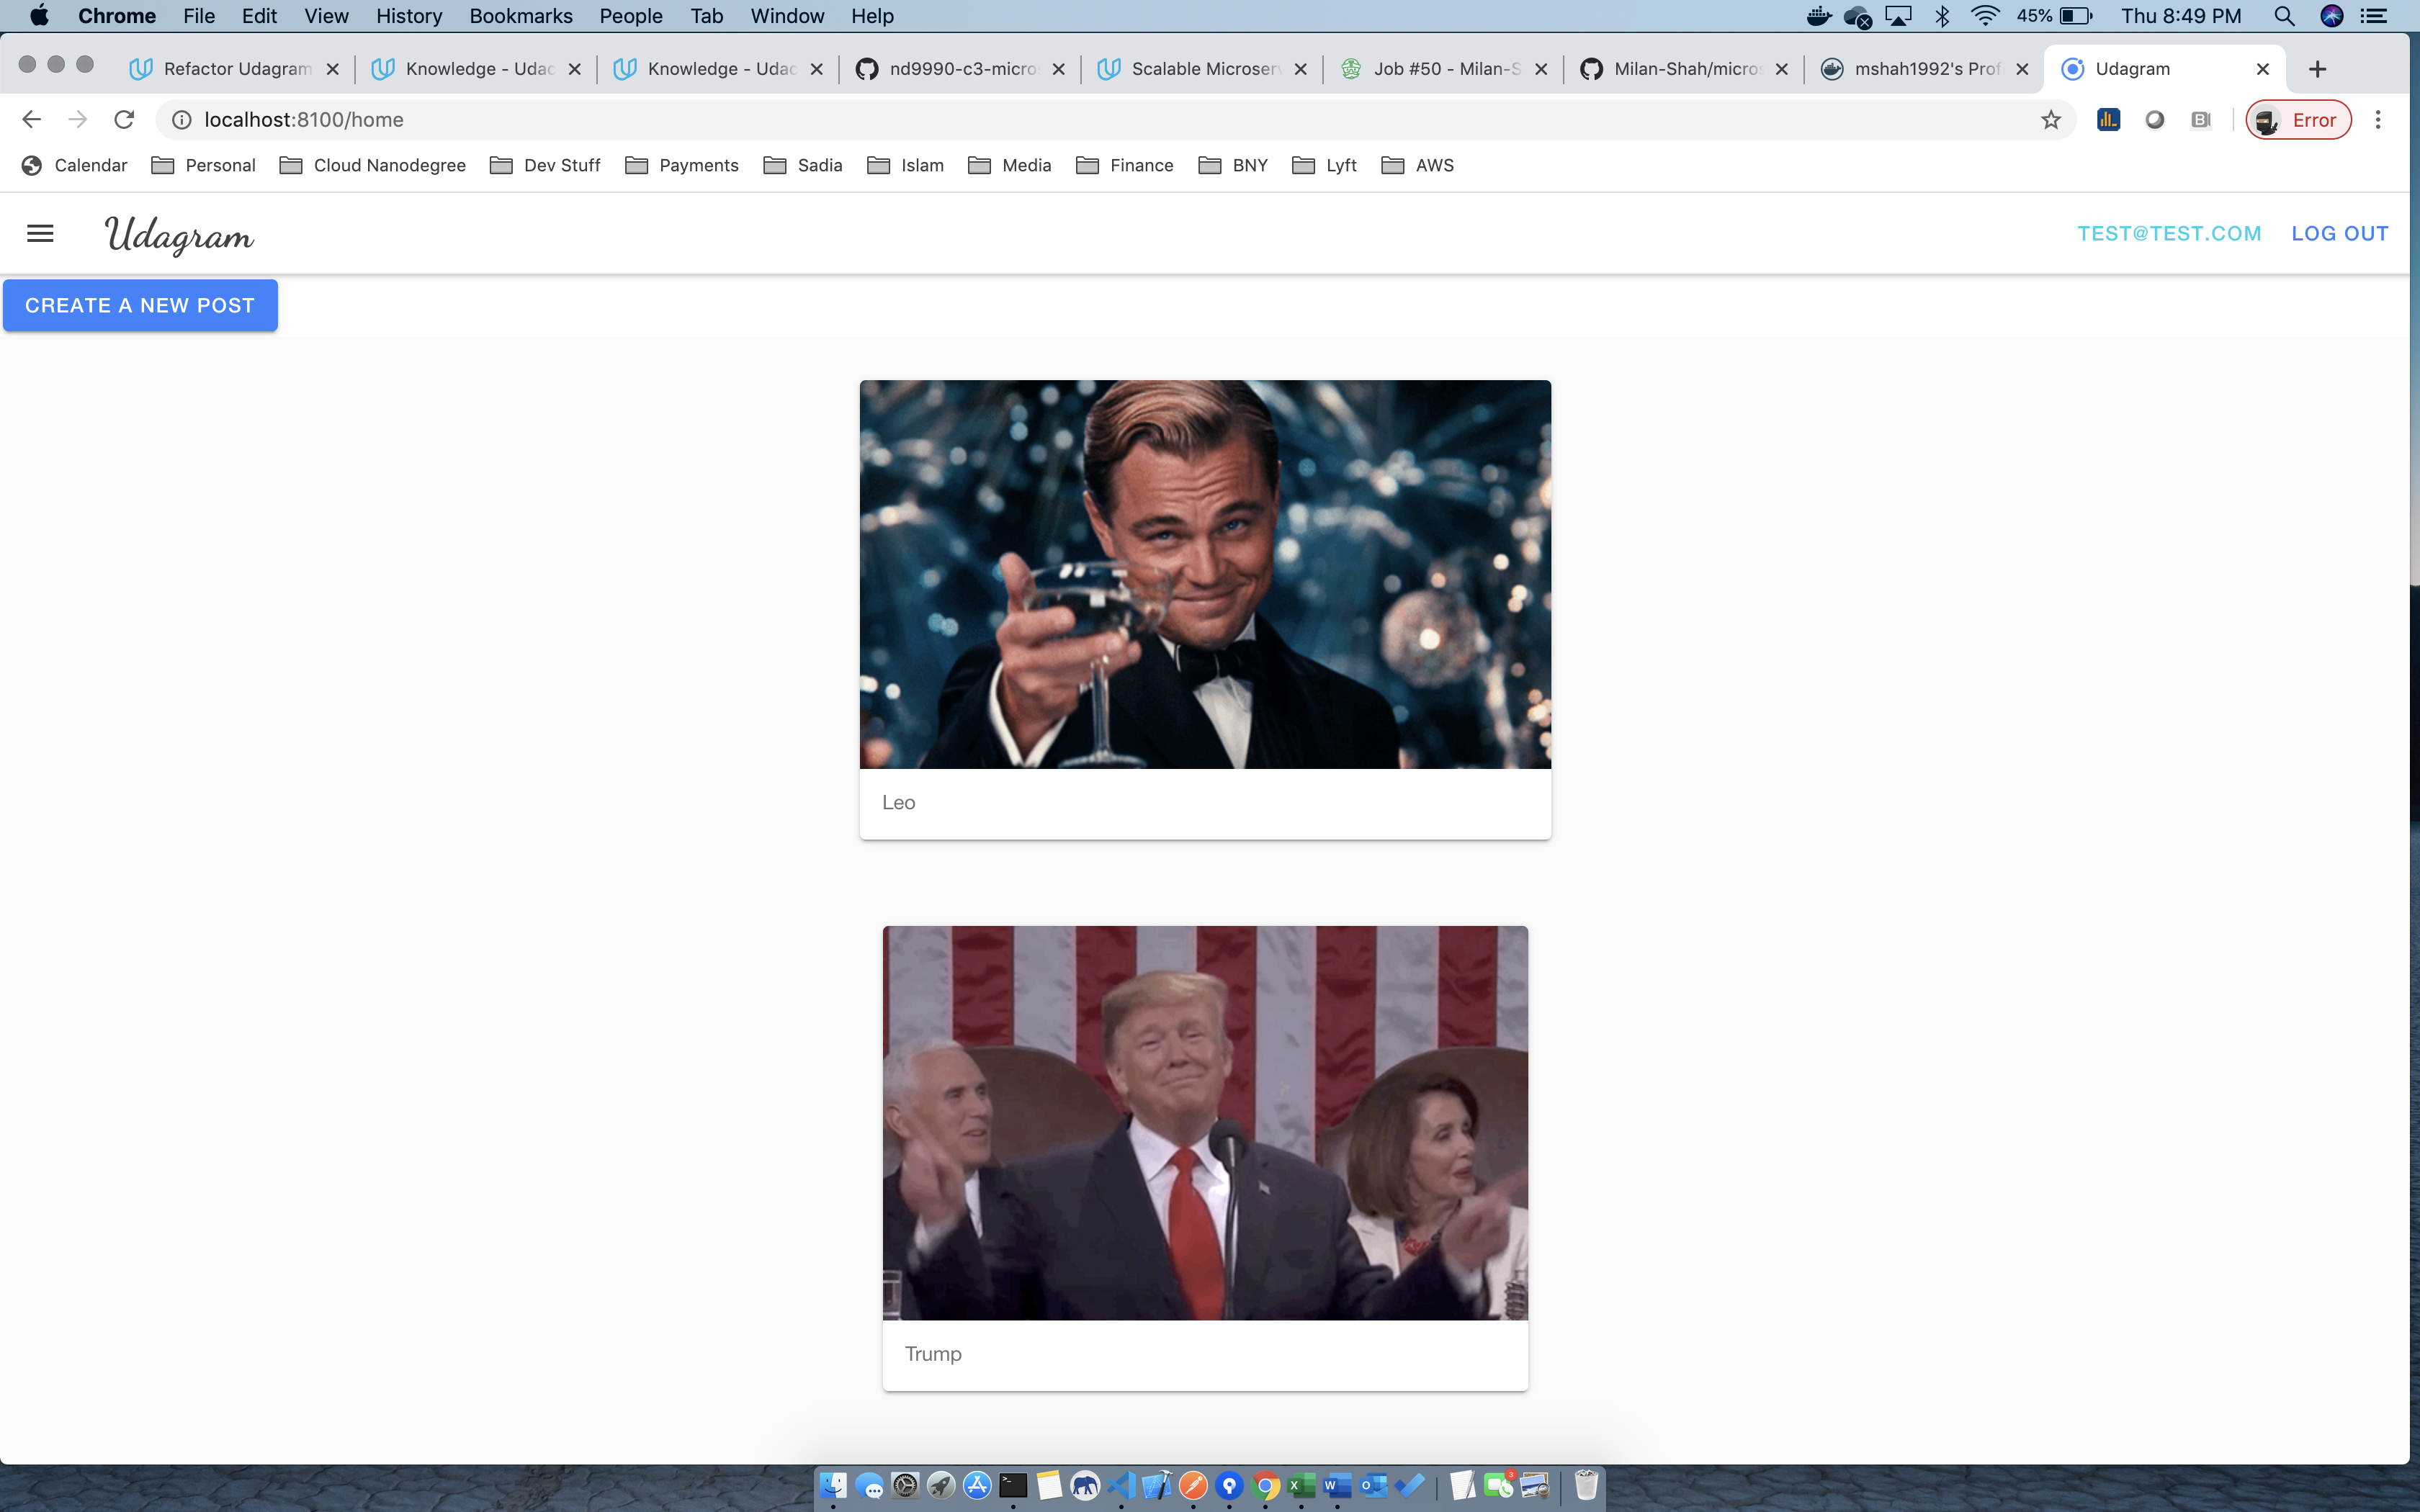 Chrome File Edit View History Bookmarks People Tab Window Help 45% Thu 8:49 PM
Refactor Udagram Knowledge - Udac Knowledge - Udac nd9990-c3-micro Scalable Microser Job #50 - Milan-S Milan-Shah/micros mshah1992's Prof Udagram
localhost:8100/home Error
Calendar Personal Cloud Nanodegree Dev Stuff Payments Sadia Islam Media Finance BNY Lyft AWS
Udagram TEST@TEST.COM LOG OUT
CREATE A NEW POST
Leo
Trump
3